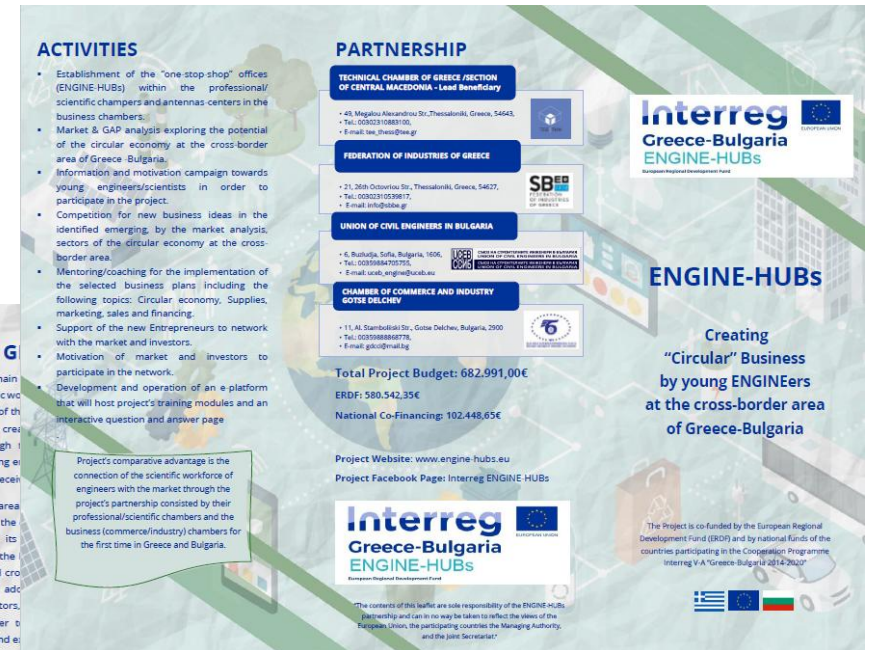 ACTIVITIES
▪ Establishment of the "one-stop-shop" offices
(ENGINE-HUBs) within the professional/
scientific champers and antennas-centers in the
business chambers.
▪ Market & GAP analysis exploring the potential
of the circular economy at the cross-border
area of Greece -Bulgaria.
▪ Information and motivation campaign towards
young engineers/scientists in order to
participate in the project.
▪ Competition for new business ideas in the
identified emerging, by the market analysis,
sectors of the circular economy at the cross-
border area.
▪ Mentoring/coaching for the implementation of
the selected business plans including the
following topics: Circular economy, Supplies,
marketing, sales and financing.
▪ Support of the new Entrepreneurs to network
with the market and investors.
▪ Motivation of market and investors to
participate in the network.
▪ Development and operation of an e-platform
that will host project's training modules and an
interactive question and answer page
Project's comparative advantage is the
connection of the scientific workforce of
engineers with the market through the
project's partnership consisted by their
professional/scientific chambers and the
business (commerce/industry) chambers for
the first time in Greece and Bulgaria.
PARTNERSHIP
TECHNICAL CHAMBER OF GREECE /SECTION
OF CENTRAL MACEDONIA - Lead Beneficiary
• 49, Megalou Alexandrou Str.,Thessaloniki, Greece, 54643,
• Tel.: 00302310883100,
• E-mail: tee_thess@tee.gr
FEDERATION OF INDUSTRIES OF GREECE
• 21, 26th Octovriou Str., Thessaloniki, Greece, 54627,
• Tel.: 00302310539817,
• E-mail: info@sbbe.gr
SBE
FEDERATION
OF INDUSTRIES
OF GREECE
UNION OF CIVIL ENGINEERS IN BULGARIA
• 6, Buzludja, Sofia, Bulgaria, 1606,
• Tel.: 00359884705755,
• E-mail: uceb_engine@uceb.eu
UCEB
ССИБ
СЪЮЗ НА СТРОИТЕЛНИТЕ ИНЖЕНЕРИ В БЪЛГАРИЯ
UNION OF CIVIL ENGINEERS IN BULGARIA
CHAMBER OF COMMERCE AND INDUSTRY
GOTSE DELCHEV
• 11, Al. Stamboliiski Str., Gotse Delchev, Bulgaria, 2900
• Tel.: 00359888868778,
• E-mail: gdcci@mail.bg
Total Project Budget: 682.991,00€
ERDF: 580.542,35€
National Co-Financing: 102.448,65€
Project Website: www.engine-hubs.eu
Project Facebook Page: Interreg ENGINE-HUBs
Interreg
EUROPEAN UNION
Greece-Bulgaria
ENGINE-HUBs
European Regional Development Fund
"The contents of this leaflet are sole responsibility of the ENGINE-HUBs
partnership and can in no way be taken to reflect the views of the
European Union, the participating countries the Managing Authority,
and the Joint Secretariat."
Interreg
EUROPEAN UNION
Greece-Bulgaria
ENGINE-HUBs
European Regional Development Fund
ENGINE-HUBs
Creating
"Circular" Business
by young ENGINEers
at the cross-border area
of Greece-Bulgaria
The Project is co-funded by the European Regional
Development Fund (ERDF) and by national funds of the
countries participating in the Cooperation Programme
Interreg V-A "Greece-Bulgaria 2014-2020"